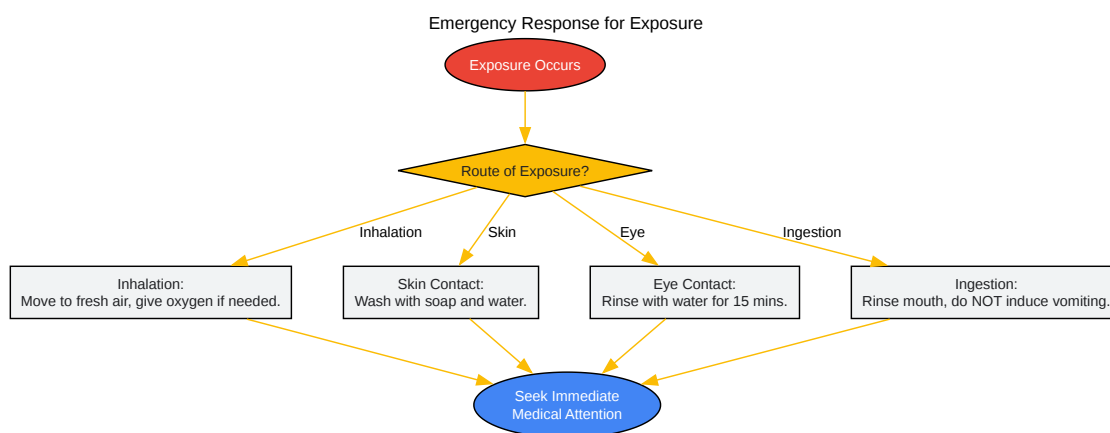 Emergency Response for Exposure
Exposure Occurs
Route of Exposure?
Inhalation
Skin
Eye
Ingestion
Inhalation:
Move to fresh air, give oxygen if needed.
Skin Contact:
Wash with soap and water.
Eye Contact:
Rinse with water for 15 mins.
Ingestion:
Rinse mouth, do NOT induce vomiting.
Seek Immediate
Medical Attention